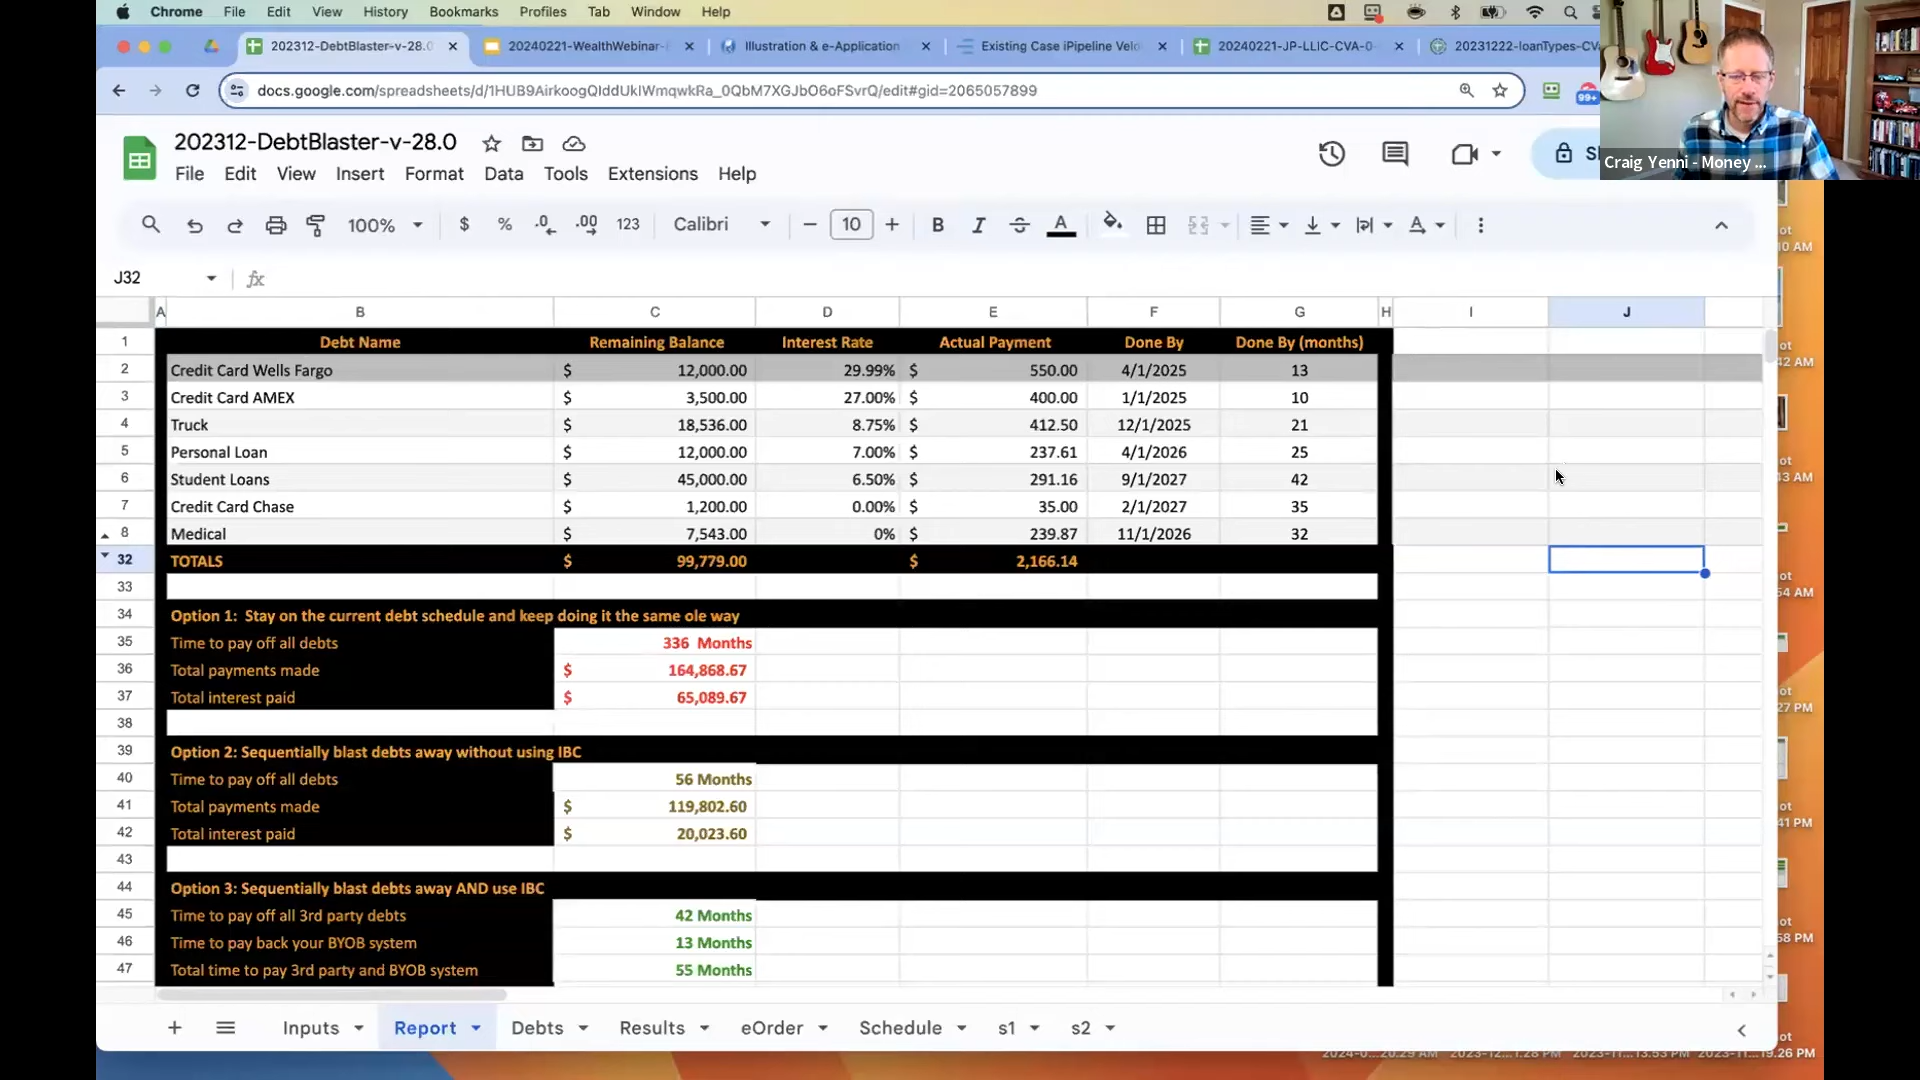 Chrome File Edit View History Bookmarks Profiles Tab Window Help
202312-DebtBlaster-v-28.0 20240221-WealthWebinar- Illustration & e-Application Existing Case iPipeline Velo 20240221-JP-LLIC-CVA-0 20231222-loanTypes-CV
docs.google.com/spreadsheets/d/1HUB9AirkoogQIddUkIWmqwkRa_0QbM7XGJbO6oFSvrQ/edit#gid=2065057899
99+
202312-DebtBlaster-v-28.0
Craig Yenni - Money ...
File Edit View Insert Format Data Tools Extensions Help
100% $ % .0 .00 123 Calibri 10 B I A
J32 fx
A B C D E F G H I J
1 Debt Name Remaining Balance Interest Rate Actual Payment Done By Done By (months)
2 Credit Card Wells Fargo $ 12,000.00 29.99% $ 550.00 4/1/2025 13
3 Credit Card AMEX $ 3,500.00 27.00% $ 400.00 1/1/2025 10
4 Truck $ 18,536.00 8.75% $ 412.50 12/1/2025 21
5 Personal Loan $ 12,000.00 7.00% $ 237.61 4/1/2026 25
6 Student Loans $ 45,000.00 6.50% $ 291.16 9/1/2027 42
7 Credit Card Chase $ 1,200.00 0.00% $ 35.00 2/1/2027 35
8 Medical $ 7,543.00 0% $ 239.87 11/1/2026 32
32 TOTALS $ 99,779.00 $ 2,166.14
33
34 Option 1: Stay on the current debt schedule and keep doing it the same ole way
35 Time to pay off all debts 336 Months
36 Total payments made $ 164,868.67
37 Total interest paid $ 65,089.67
38
39 Option 2: Sequentially blast debts away without using IBC
40 Time to pay off all debts 56 Months
41 Total payments made $ 119,802.60
42 Total interest paid $ 20,023.60
43
44 Option 3: Sequentially blast debts away AND use IBC
45 Time to pay off all 3rd party debts 42 Months
46 Time to pay back your BYOB system 13 Months
47 Total time to pay 3rd party and BYOB system 55 Months
Inputs Report Debts Results eOrder Schedule s1 s2